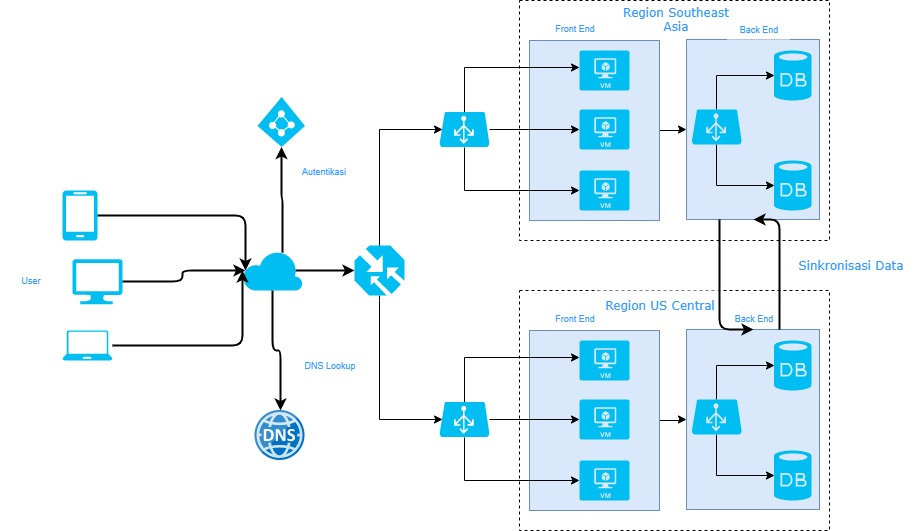 Region Southeast
Asia
Front End
Back End
VM
VM
VM
DB
DB
Autentikasi
User
DNS Lookup
DNS
Sinkronisasi Data
Region US Central
Front End
Back End
VM
VM
VM
DB
DB